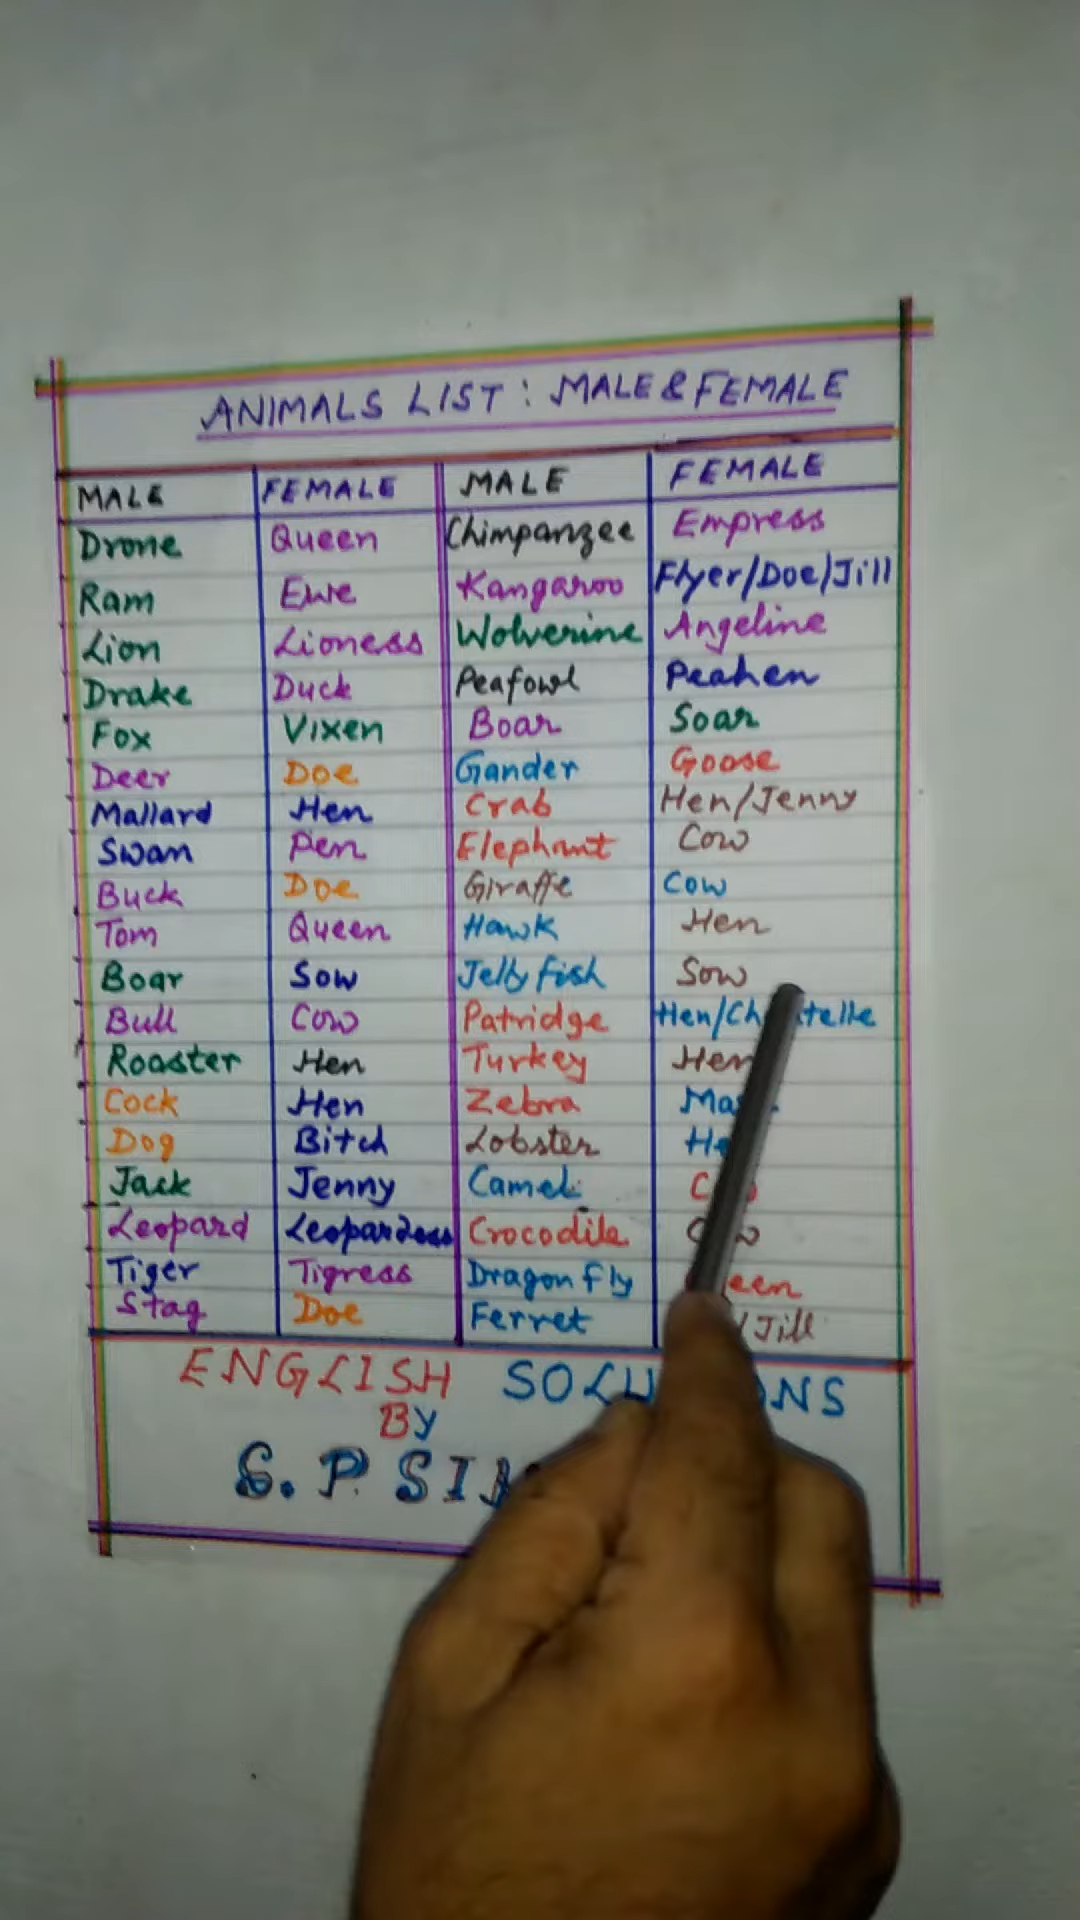 ANIMALS LIST: MALE & FEMALE
MALE FEMALE MALE FEMALE
Drone Queen Chimpanzee Empress
Ram Ewe Kangaroo Flyer/Doe/Jill
Lion Lioness Wolverine Angeline
Drake Duck Peafowl Peahen
Fox Vixen Boar Soar
Deer Doe Gander Goose
Mallard Hen Crab Hen/Jenny
Swan Pen Elephant Cow
Buck Doe Giraffe Cow
Tom Queen Hawk Hen
Boar Sow Jelly fish Sow
Bull Cow Patridge Hen/
Roaster Hen Turkey Hen
Cock Hen Zebra
Dog Bitch Lobster
Jack Jenny Camel
Leopard Leopardess Crocodile
Tiger Tigress Dragon fly
Stag Doe Ferret /Jill
ENGLISH
BY
S. P.